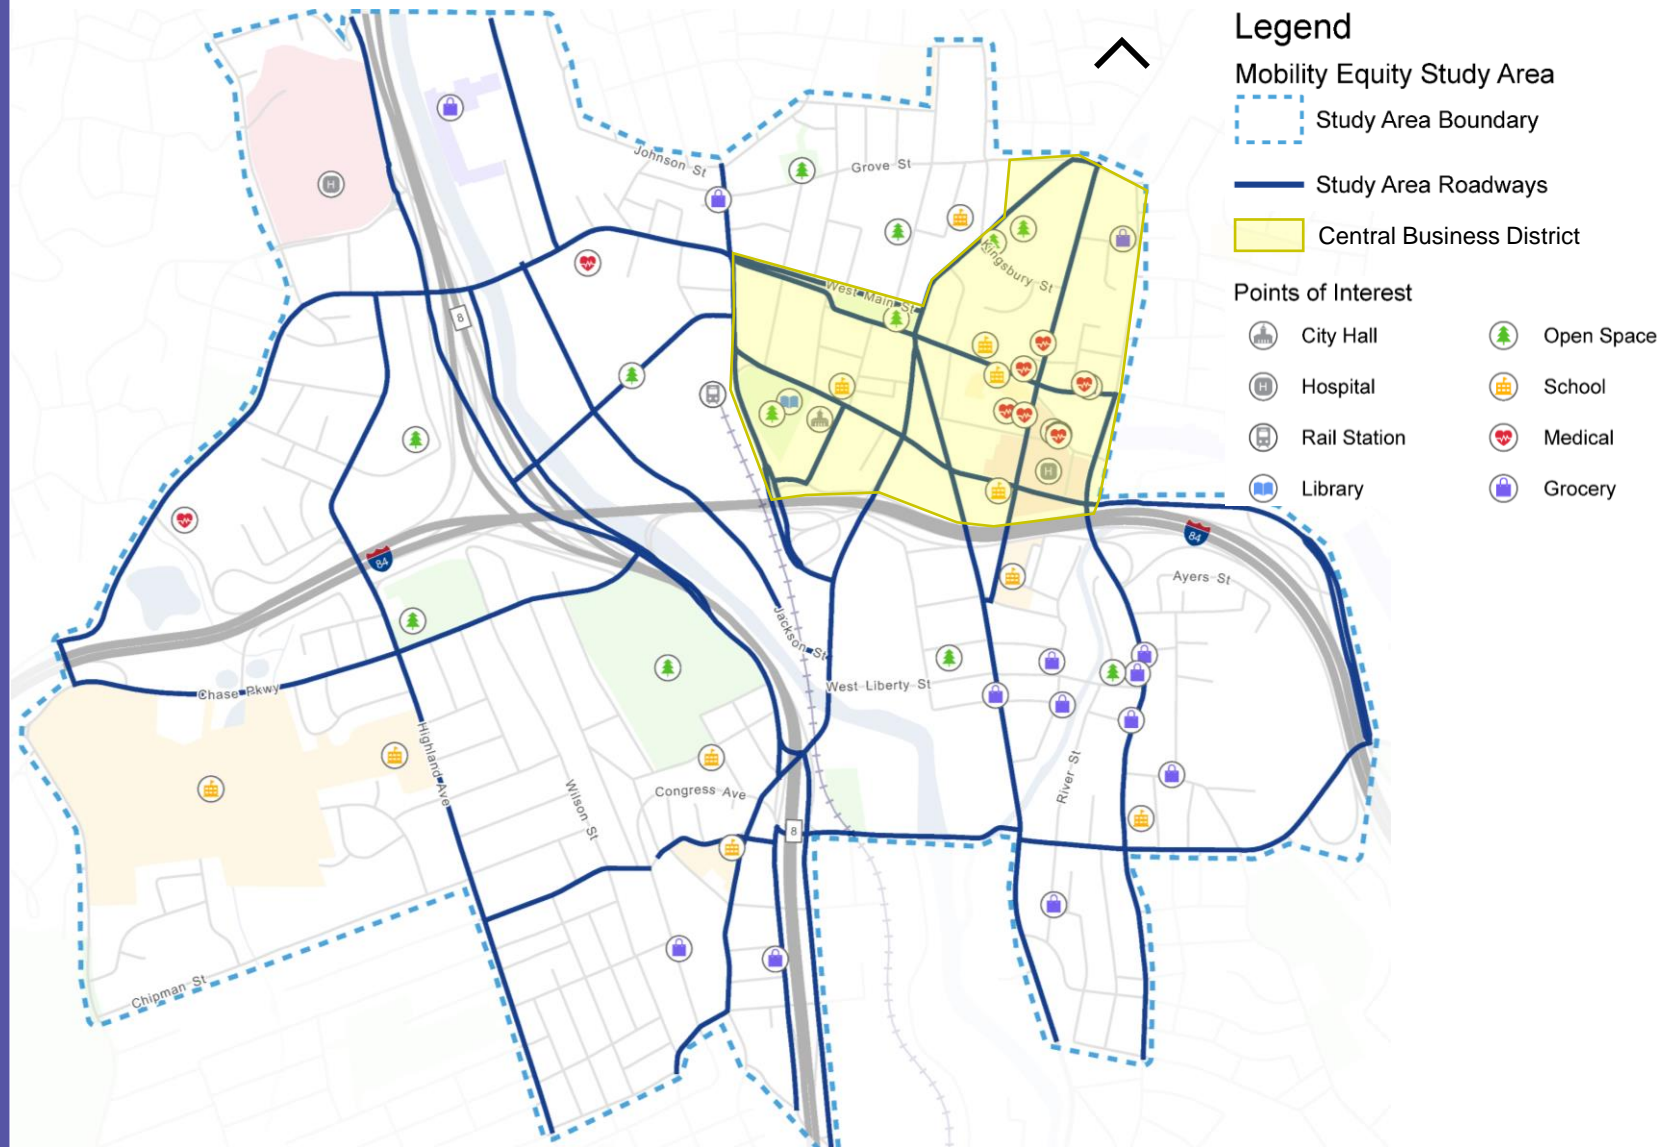 Legend
Mobility Equity Study Area
Study Area Boundary
Study Area Roadways
Central Business District
Points of Interest
City Hall
Open Space
Hospital
School
Rail Station
Medical
Library
Grocery
Johnson St
Grove St
H
Kingsbury St
West Main St
8
H
84
84
Ayers St
Jackson St
West Liberty St
Chase Pkwy
Highland Ave
Wilson St
Congress Ave
River St
8
Chipman St
H